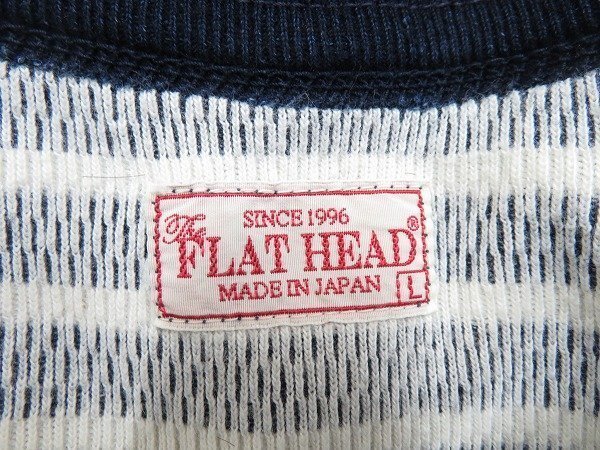 SINCE 1996
The FLAT HEAD®
MADE IN JAPAN L